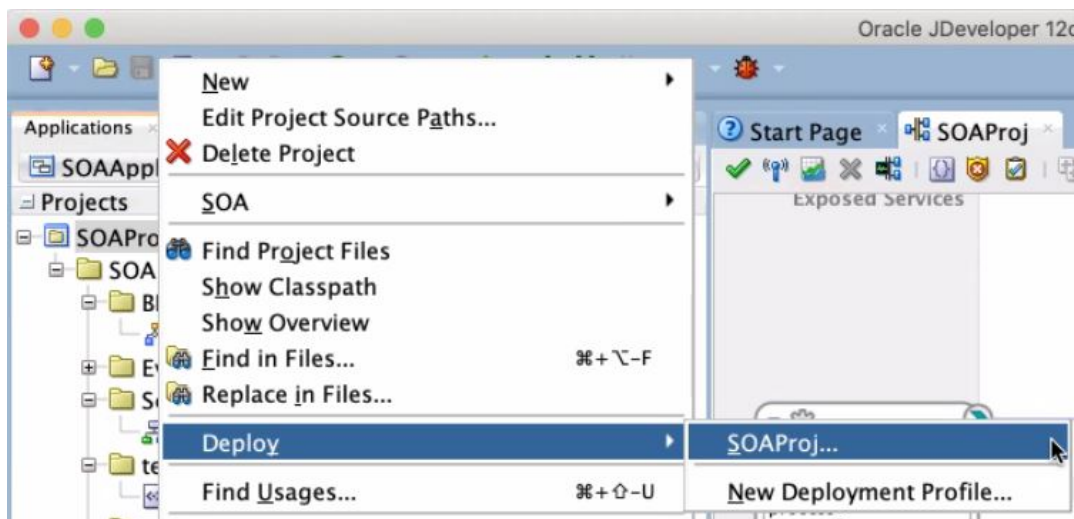 Oracle JDeveloper 12c
New
Edit Project Source Paths...
Applications
Start Page
SOAProj
Delete Project
SOAAppl
SOA
Exposed Services
Projects
SOAPro
Find Project Files
SOA
Show Classpath
Show Overview
Find in Files... ⌘+⌥-F
Replace in Files...
Deploy
SOAProj...
te
Find Usages... ⌘+⇧-U
New Deployment Profile...